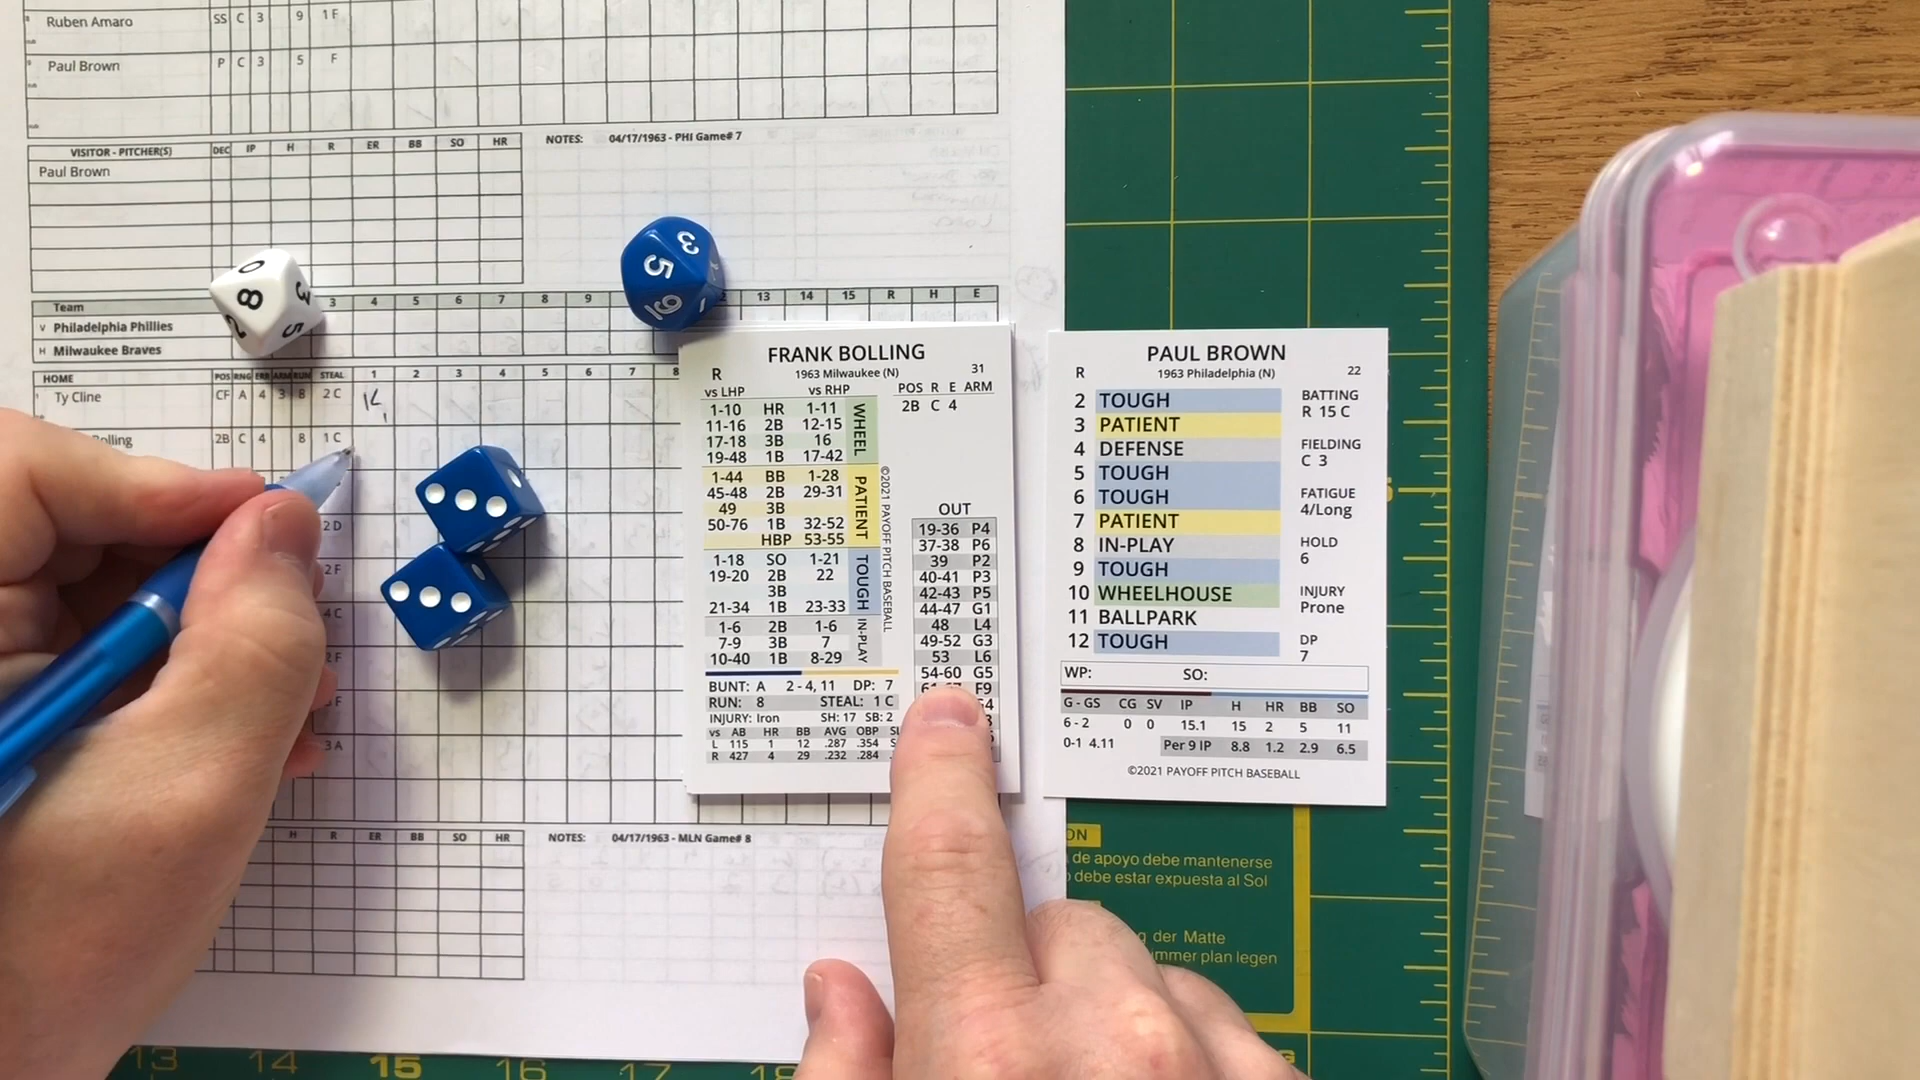 Ruben Amaro SS C 3 9 1 F
Paul Brown P C 3 5 F
VISITOR - PITCHER(S) DEC IP H R ER BB SO HR
NOTES: 04/17/1963 - PHI Game# 7
Paul Brown
Team 3 4 5 6 7 8 9 13 14 15 R H E
V Philadelphia Phillies
H Milwaukee Braves
HOME POS RNG ERR ARM RUN STEAL 1 2 3 4 5 6 7 8
Ty Cline CF A 4 3 8 2 C K
olling 2B C 4 8 1 C
2 D
2 F
4 C
2 F
F
3 A
H R ER BB SO HR
NOTES: 04/17/1963 - MLN Game# 8
0
8
3
2
5
3
5
9
FRANK BOLLING
R 1963 Milwaukee (N) 31
vs LHP vs RHP
POS R E ARM
2B C 4
WHEEL
1-10 HR 1-11
11-16 2B 12-15
17-18 3B 16
19-48 1B 17-42
PATIENT
1-44 BB 1-28
45-48 2B 29-31
49 3B
50-76 1B 32-52
HBP 53-55
TOUGH
1-18 SO 1-21
19-20 2B 22
3B
21-34 1B 23-33
IN-PLAY
1-6 2B 1-6
7-9 3B 7
10-40 1B 8-29
©2021 PAYOFF PITCH BASEBALL
OUT
19-36 P4
37-38 P6
39 P2
40-41 P3
42-43 P5
44-47 G1
48 L4
49-52 G3
53 L6
54-60 G5
F9
BUNT: A 2 - 4, 11 DP: 7
RUN: 8 STEAL: 1 C
INJURY: Iron SH: 17 SB: 2
vs AB HR BB AVG OBP
L 115 1 12 .287 .354
R 427 4 29 .232 .284
PAUL BROWN
R 1963 Philadelphia (N) 22
2 TOUGH
3 PATIENT
4 DEFENSE
5 TOUGH
6 TOUGH
7 PATIENT
8 IN-PLAY
9 TOUGH
10 WHEELHOUSE
11 BALLPARK
12 TOUGH
BATTING
R 15 C
FIELDING
C 3
FATIGUE
4/Long
HOLD
6
INJURY
Prone
DP
7
WP: SO:
G - GS CG SV IP H HR BB SO
6 - 2 0 0 15.1 15 2 5 11
0-1 4.11 Per 9 IP 8.8 1.2 2.9 6.5
©2021 PAYOFF PITCH BASEBALL
ON
de apoyo debe mantenerse
debe estar expuesta al Sol
der Matte
immer plan legen
13 14 15 16 17